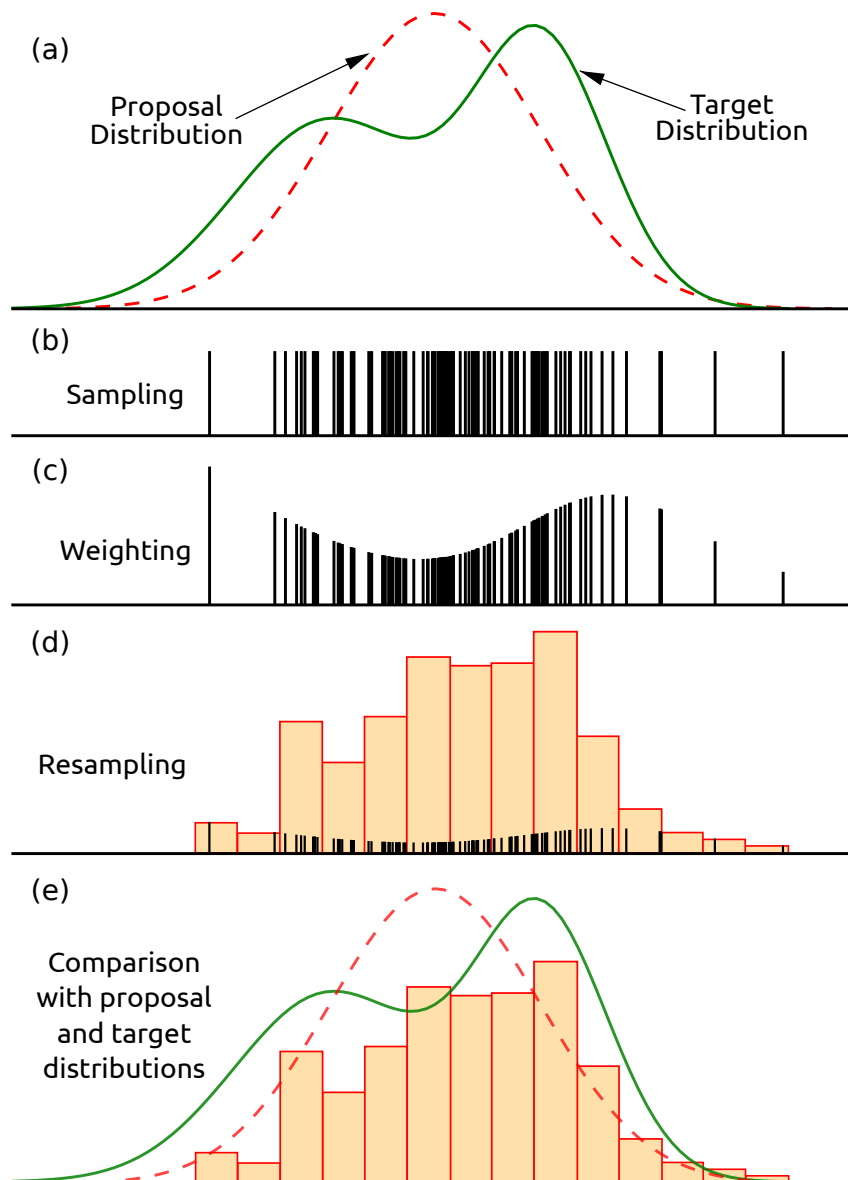 (a)
Proposal
Distribution
Target
Distribution
(b)
Sampling
(c)
Weighting
(d)
Resampling
(e)
Comparison
with proposal
and target
distributions